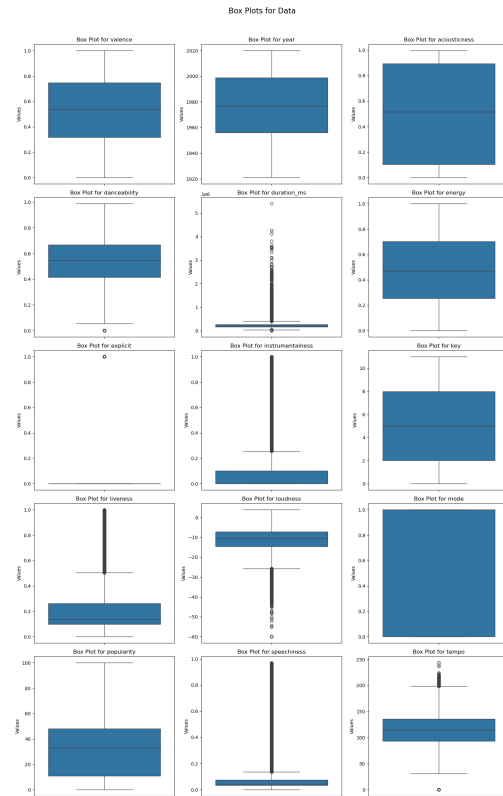 Box Plots for Data
Box Plot for valence
Values
1.0
0.8
0.6
0.4
0.2
0.0
Box Plot for year
Values
2020
2000
1980
1960
1940
1920
Box Plot for acousticness
Values
1.0
0.8
0.6
0.4
0.2
0.0
Box Plot for danceability
Values
1.0
0.8
0.6
0.4
0.2
0.0
Box Plot for duration_ms
1e6
Values
5
4
3
2
1
0
Box Plot for energy
Values
1.0
0.8
0.6
0.4
0.2
0.0
Box Plot for explicit
Values
1.0
0.8
0.6
0.4
0.2
0.0
Box Plot for instrumentalness
Values
1.0
0.8
0.6
0.4
0.2
0.0
Box Plot for key
Values
10
8
6
4
2
0
Box Plot for liveness
Values
1.0
0.8
0.6
0.4
0.2
0.0
Box Plot for loudness
Values
0
−10
−20
−30
−40
−50
−60
Box Plot for mode
Values
1.0
0.8
0.6
0.4
0.2
0.0
Box Plot for popularity
Values
100
80
60
40
20
0
Box Plot for speechiness
Values
1.0
0.8
0.6
0.4
0.2
0.0
Box Plot for tempo
Values
250
200
150
100
50
0